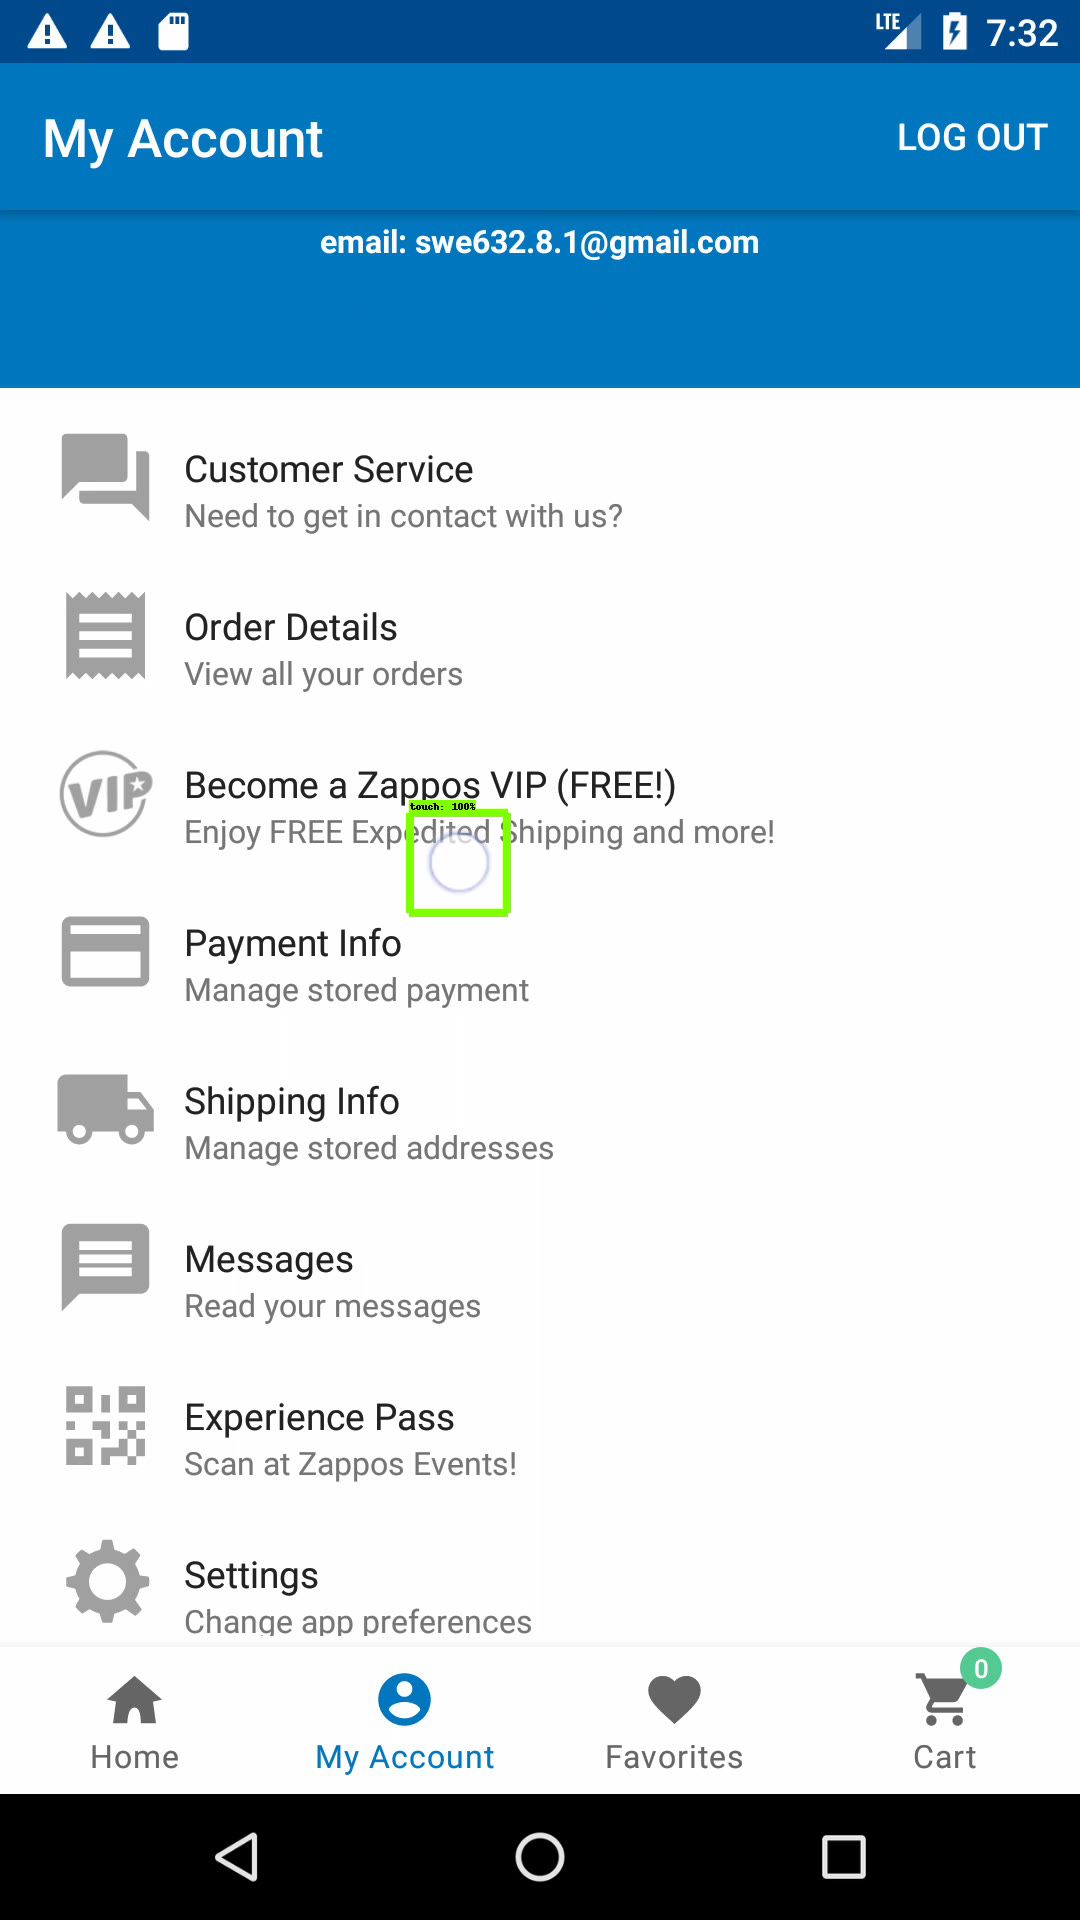 LTE 7:32
My Account LOG OUT
email: swe632.8.1@gmail.com
Customer Service
Need to get in contact with us?
Order Details
View all your orders
VIP
Become a Zappos VIP (FREE!)
touch: 100%
Enjoy FREE Expedited Shipping and more!
Payment Info
Manage stored payment
Shipping Info
Manage stored addresses
Messages
Read your messages
Experience Pass
Scan at Zappos Events!
Settings
Change app preferences
0
Home My Account Favorites Cart